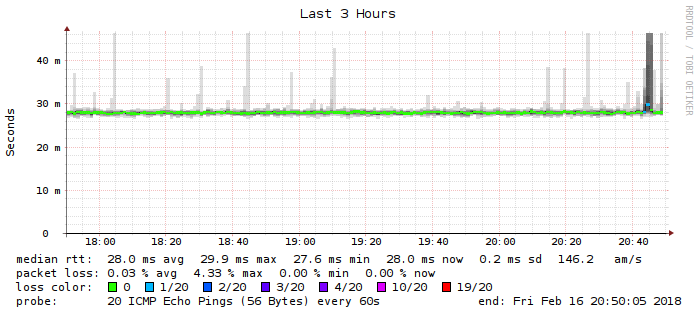 Last 3 Hours
RRDTOOL / TOBI OETIKER
Seconds
40 m
30 m
20 m
10 m
0
18:00 18:20 18:40 19:00 19:20 19:40 20:00 20:20 20:40
median rtt: 28.0 ms avg 29.9 ms max 27.6 ms min 28.0 ms now 0.2 ms sd 146.2 am/s
packet loss: 0.03 % avg 4.33 % max 0.00 % min 0.00 % now
loss color: 0 1/20 2/20 3/20 4/20 10/20 19/20
probe: 20 ICMP Echo Pings (56 Bytes) every 60s end: Fri Feb 16 20:50:05 2018